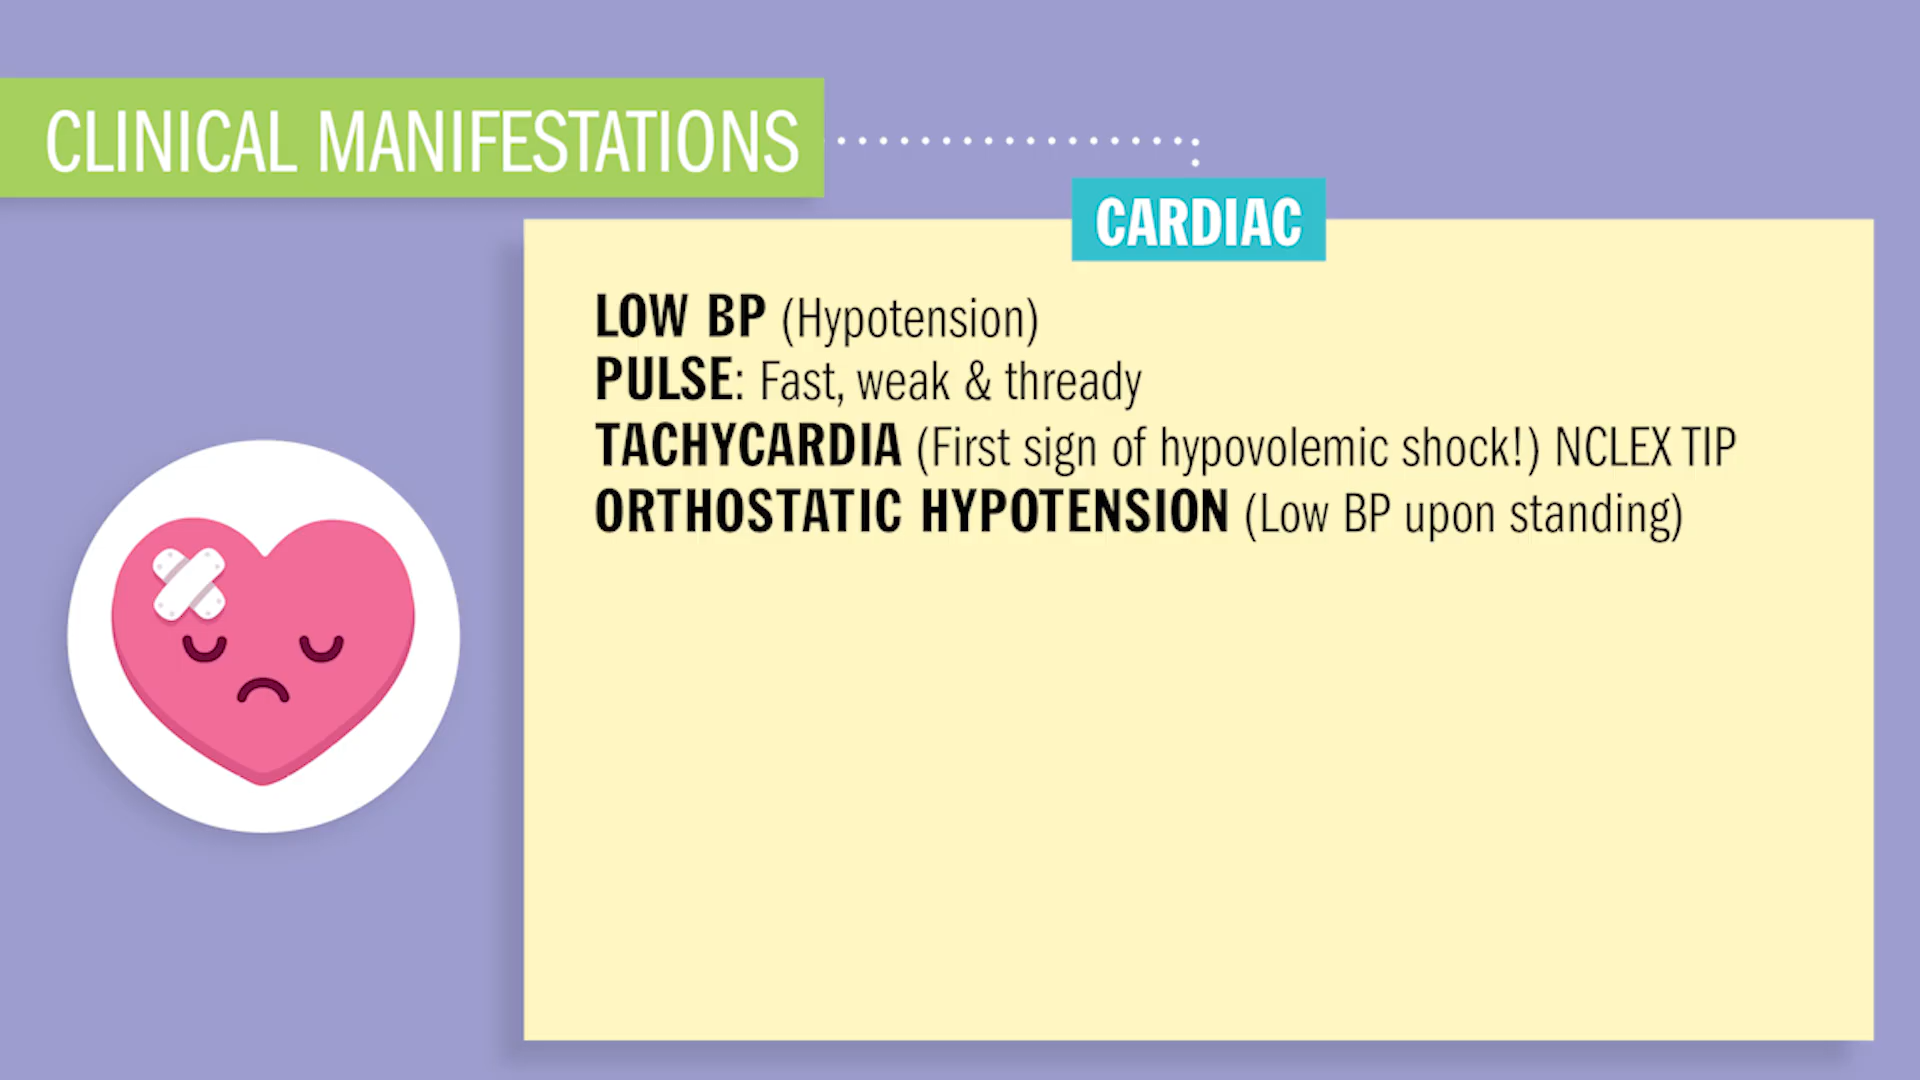 CLINICAL MANIFESTATIONS
CARDIAC
LOW BP (Hypotension)
PULSE: Fast, weak & thready
TACHYCARDIA (First sign of hypovolemic shock!) NCLEX TIP
ORTHOSTATIC HYPOTENSION (Low BP upon standing)